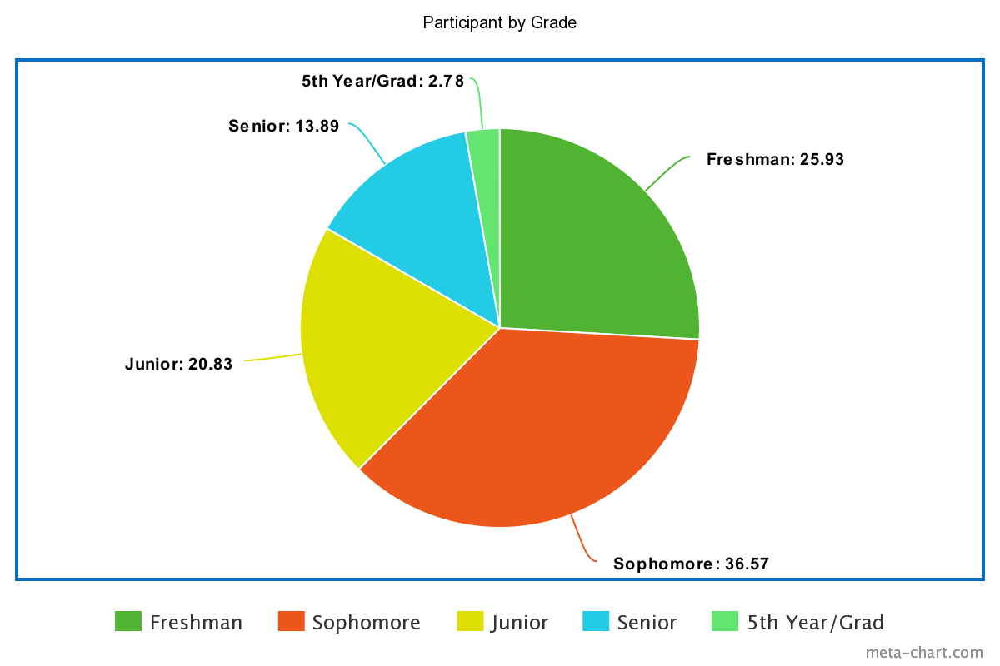 Participant by Grade
5th Year/Grad: 2.78
Senior: 13.89
Freshman: 25.93
Junior: 20.83
Sophomore: 36.57
Freshman Sophomore Junior Senior 5th Year/Grad
meta-chart.com